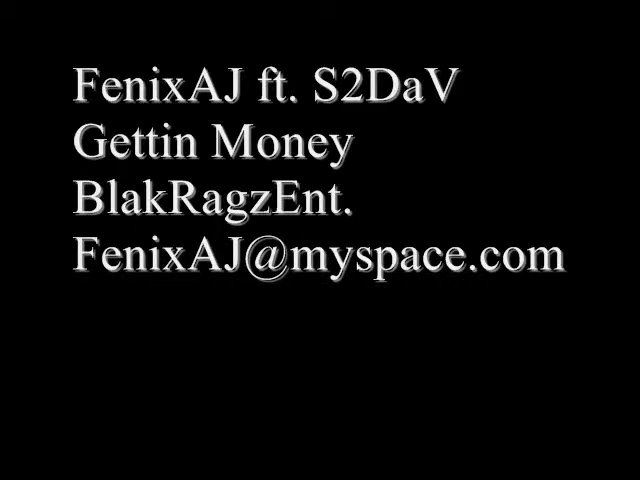 FenixAJ ft. S2DaV
Gettin Money
BlakRagzEnt.
FenixAJ@myspace.com